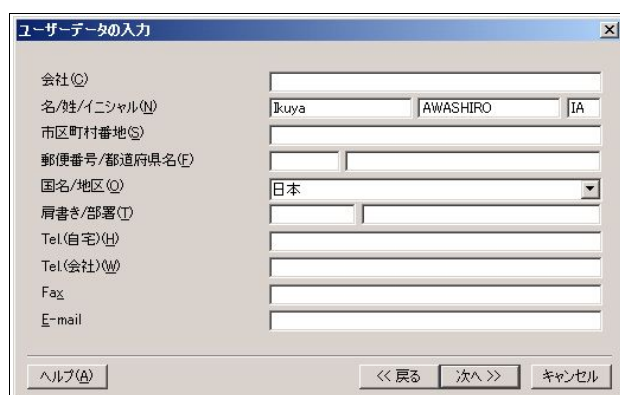 ユーザーデータの入力
会社(C)
名/姓/イニシャル(N) Ikuya AWASHIRO IA
市区町村番地(S)
郵便番号/都道府県名(F)
国名/地区(O) 日本
肩書き/部署(T)
Tel.(自宅)(H)
Tel.(会社)(W)
Fax
E-mail
ヘルプ(A) << 戻る 次へ >> キャンセル